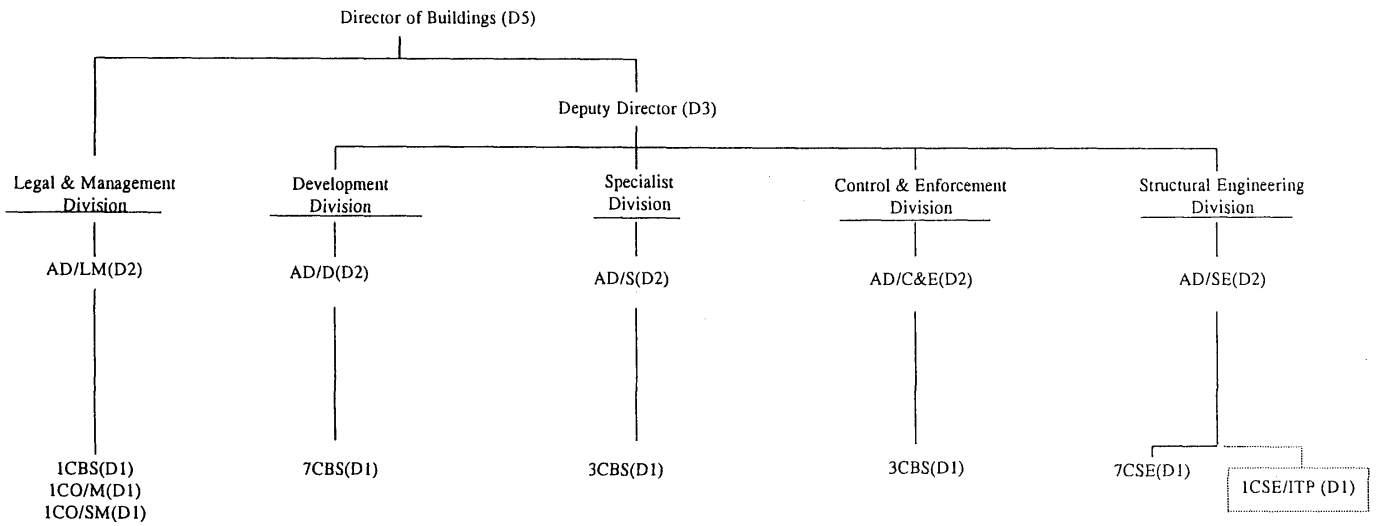 Director of Buildings (D5)
Deputy Director (D3)
Legal & Management
Division
Development
Division
Specialist
Division
Control & Enforcement
Division
Structural Engineering
Division
AD/LM(D2)
AD/D(D2)
AD/S(D2)
AD/C&E(D2)
AD/SE(D2)
1CBS(D1)
1CO/M(D1)
1CO/SM(D1)
7CBS(D1)
3CBS(D1)
3CBS(D1)
7CSE(D1)
1CSE/ITP (D1)